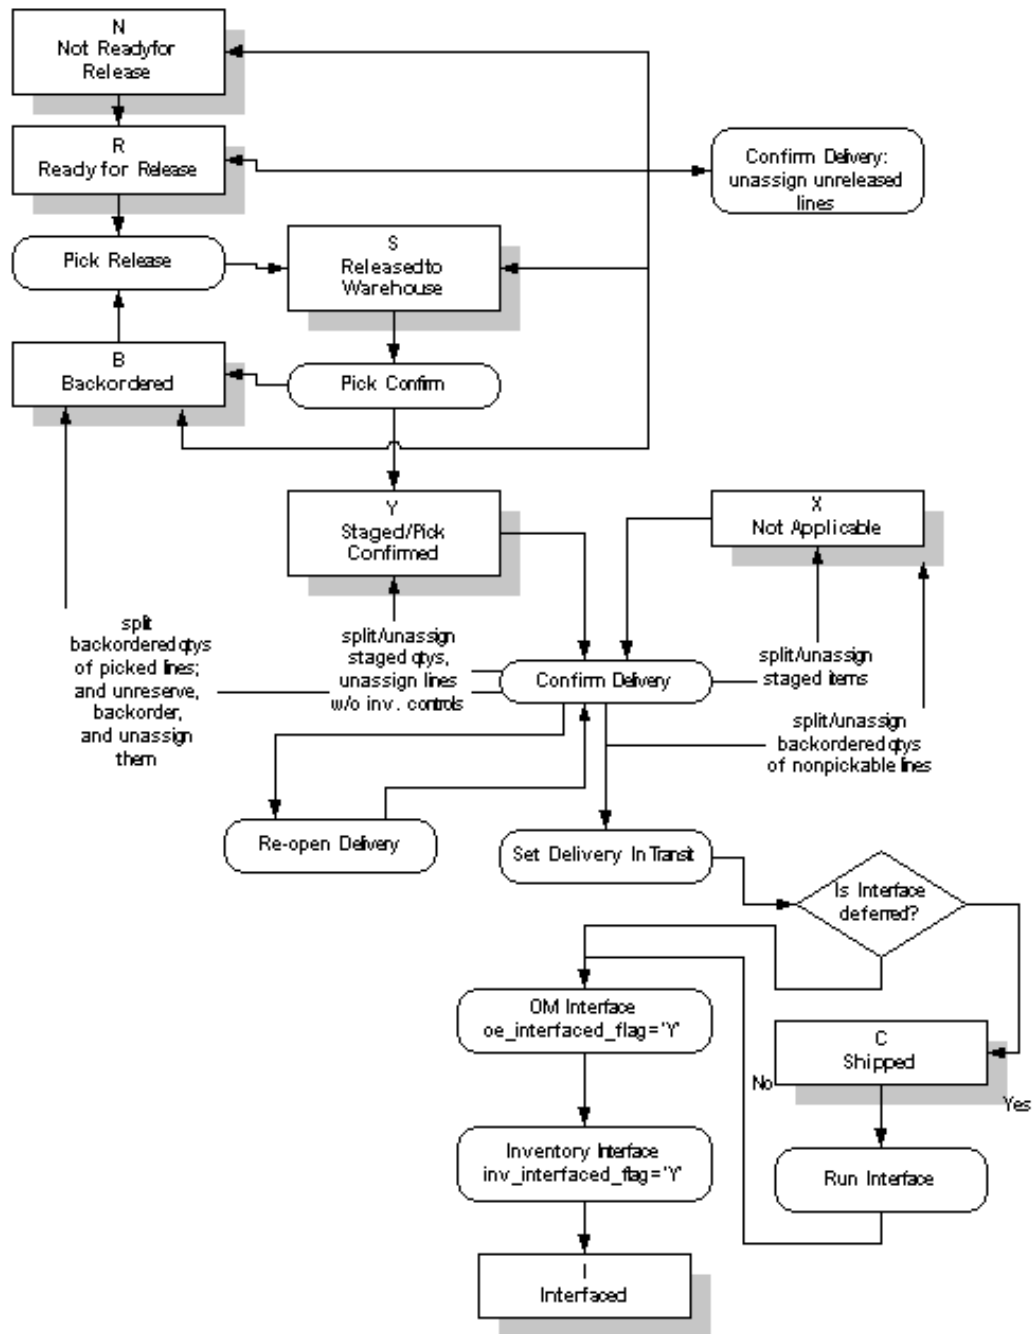 N
Not Readyfor
Release
R
Ready for Release
Confirm Delivery:
unassign unreleased
lines
Pick Release
S
Releasedto
Warehouse
B
Backordered
Pick Confirm
Y
Staged/Pick
Confirmed
X
Not Applicable
split
backordered qtys
of picked lines;
and unreserve,
backorder,
and unassign
them
split/unassign
staged qtys,
unassign lines
w/o inv. controls
Confirm Delivery
split/unassign
staged items
split/unassign
backordered qtys
of nonpickable lines
Re-open Delivery
Set Delivery In Transit
Is Interface
deferred?
OM Interface
oe_interfaced_flag='Y'
C
Shipped
No
Yes
Inventory Interface
inv_interfaced_flag='Y'
Run Interface
I
Interfaced